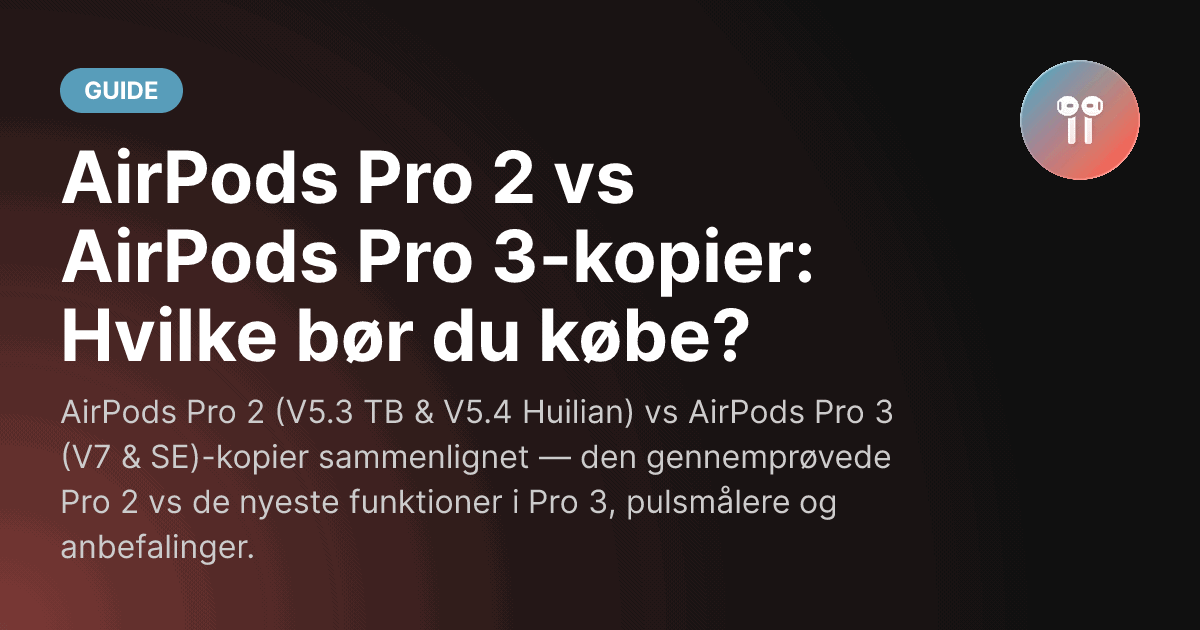 GUIDE
AirPods Pro 2 vs
AirPods Pro 3-kopier:
Hvilke bør du købe?
AirPods Pro 2 (V5.3 TB & V5.4 Huilian) vs AirPods Pro 3
(V7 & SE)-kopier sammenlignet — den gennemprøvede
Pro 2 vs de nyeste funktioner i Pro 3, pulsmålere og
anbefalinger.